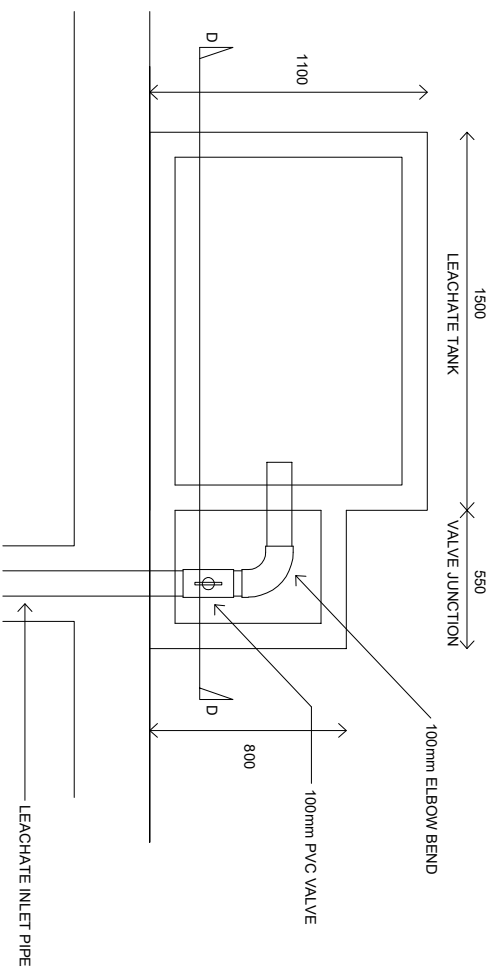 1500
LEACHATE TANK
550
VALVE JUNCTION
100mm ELBOW BEND
100mm PVC VALVE
1100
800
D
D
LEACHATE INLET PIPE